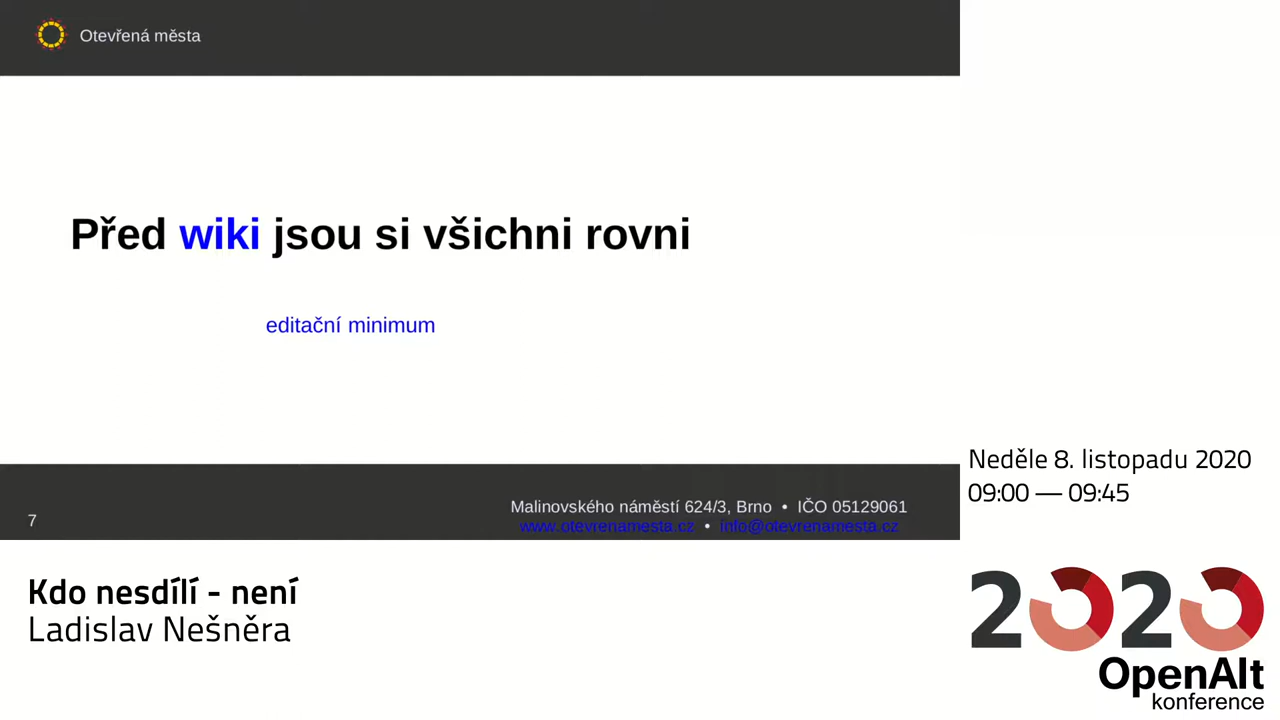 Otevřená města
Před wiki jsou si všichni rovni
editační minimum
7
Malinovského náměstí 624/3, Brno • IČO 05129061
www.otevrenamesta.cz • info@otevrenamesta.cz
Neděle 8. listopadu 2020
09:00 — 09:45
Kdo nesdílí - není
Ladislav Nešněra
2020
OpenAlt
konference